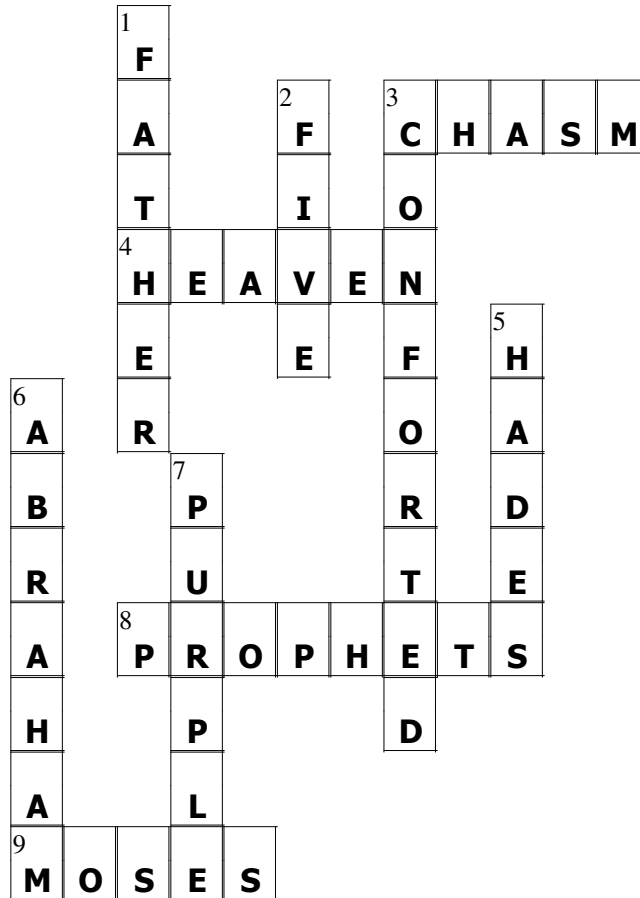 1
F
2 3
A F C H A S M
T I O
4
H E A V E N
5
E E F H
6
A R O A
7
B P R D
R U T E
8
A P R O P H E T S
H P D
A L
9
M O S E S